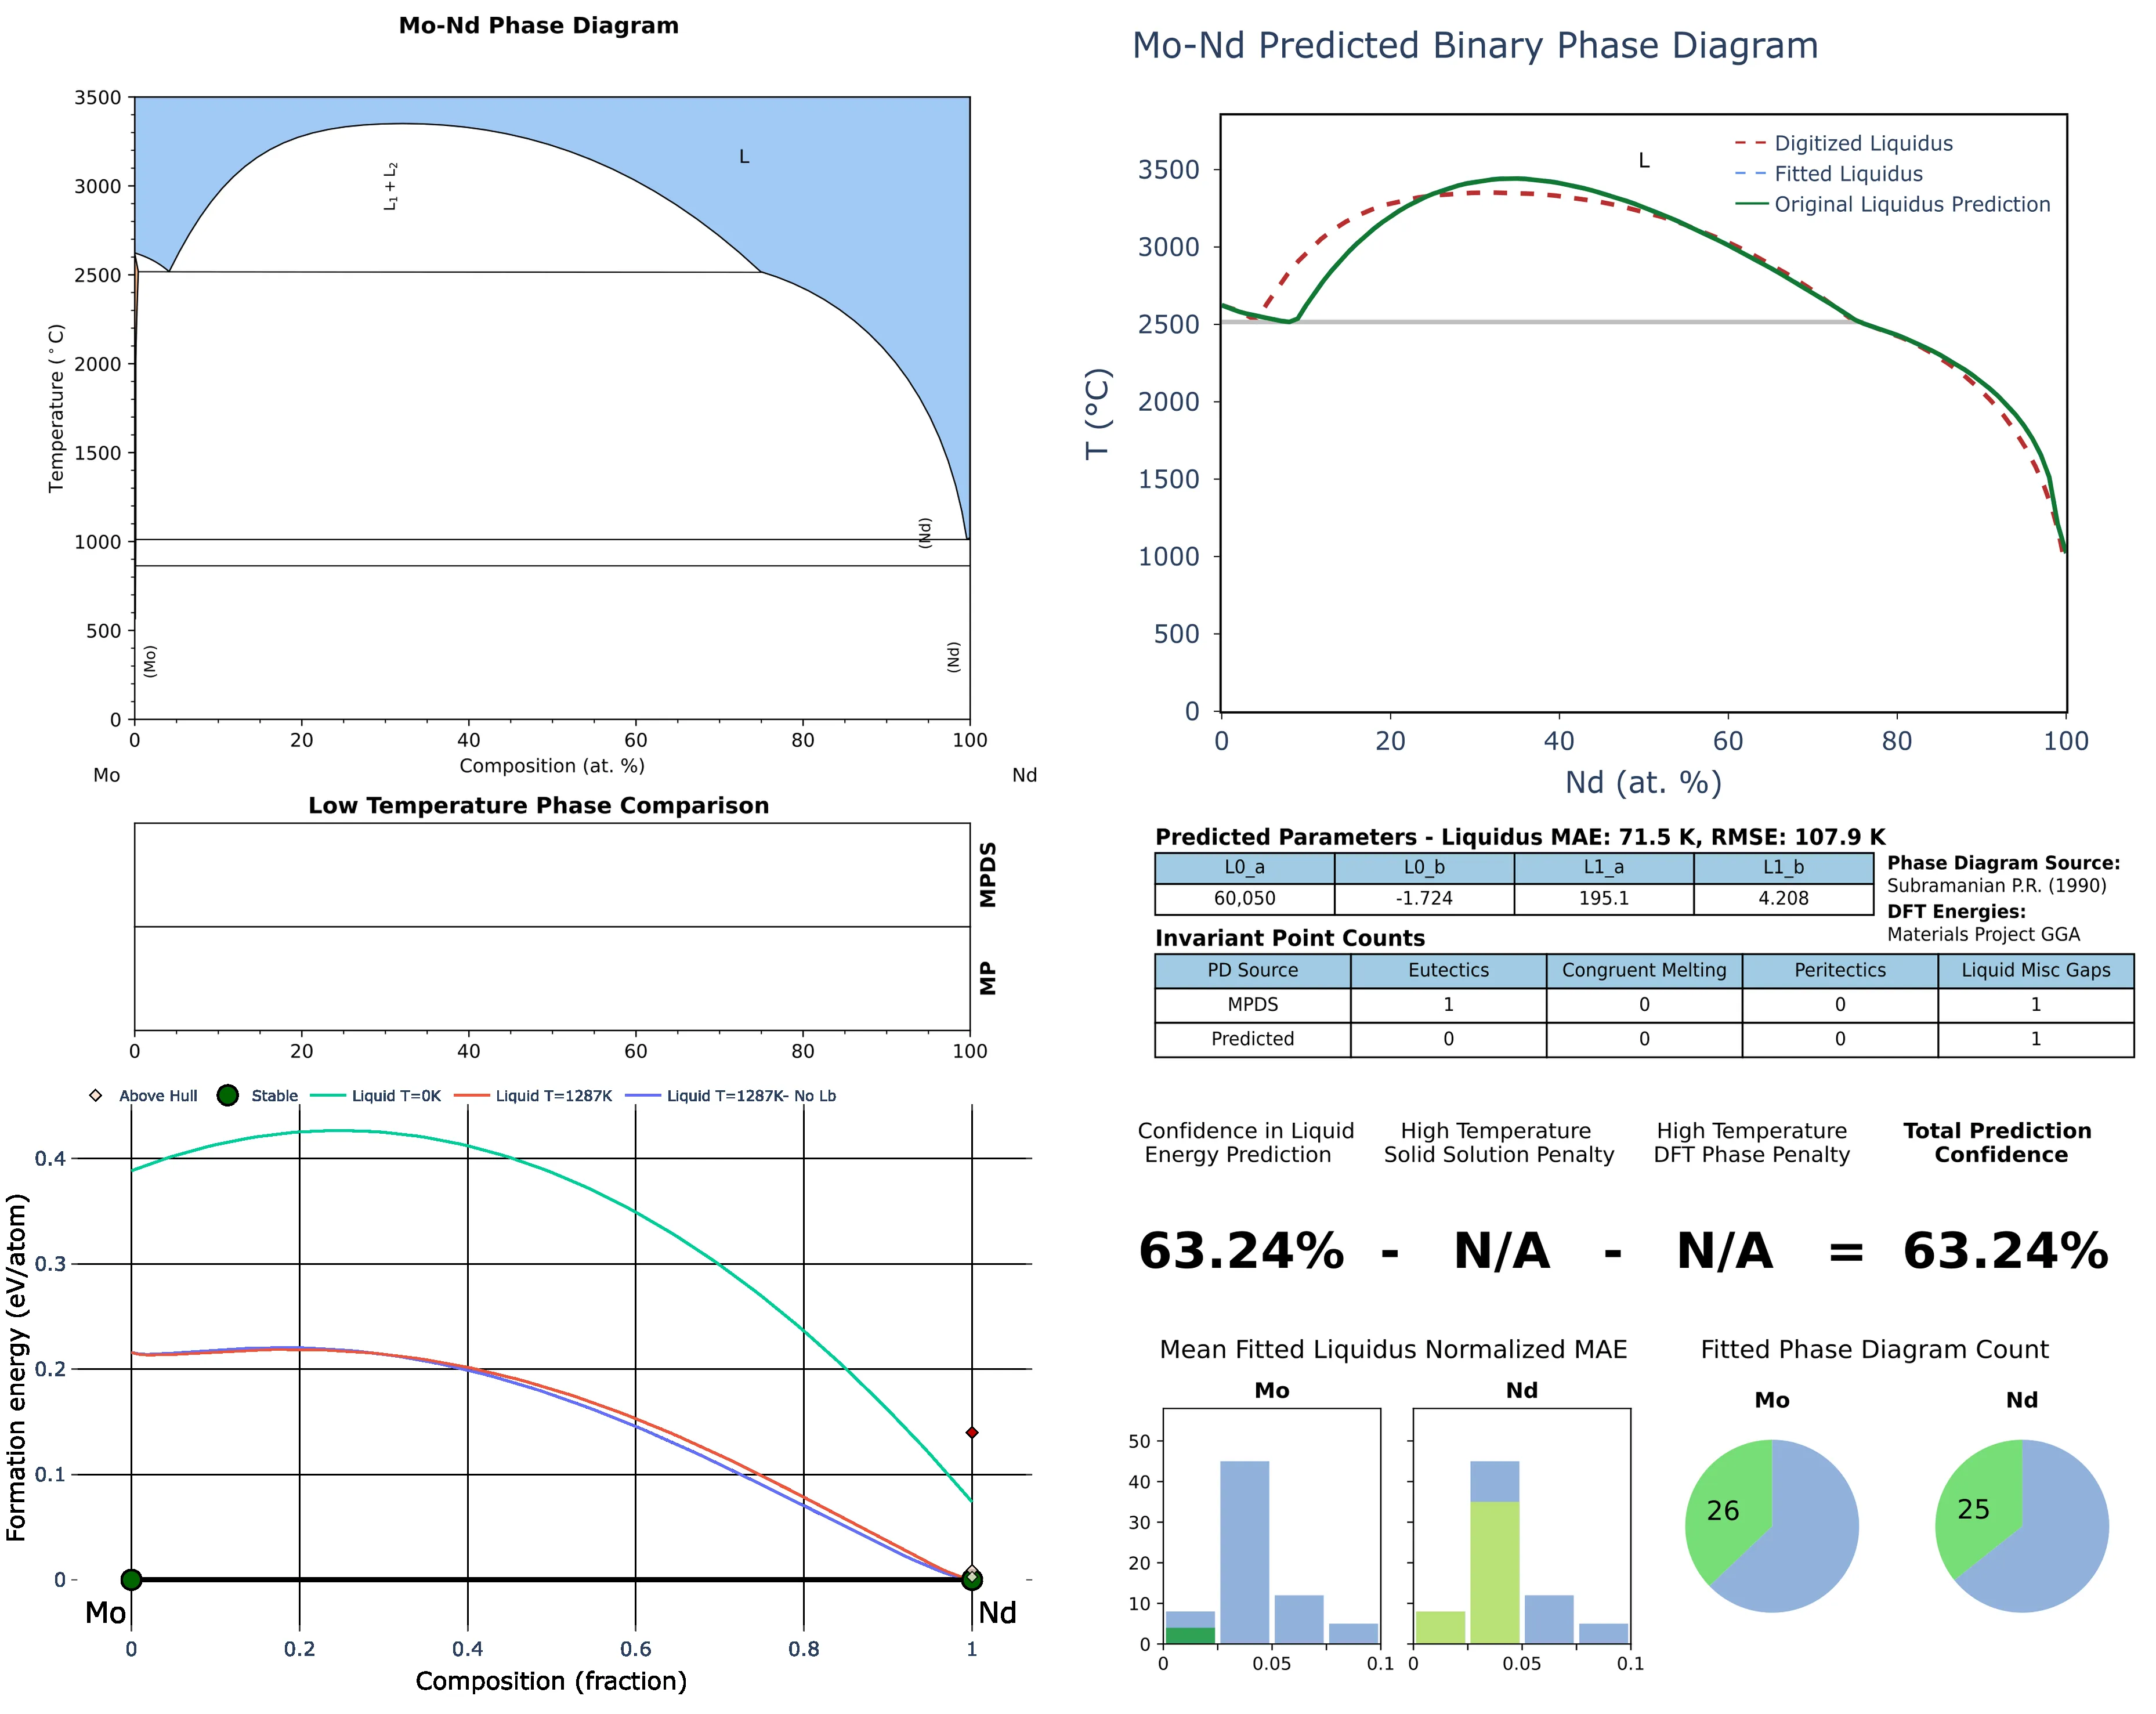 Mo-Nd Phase Diagram
3500
3000
2500
2000
1500
1000
500
0
Temperature (°C)
L
L1 + L2
(Nd)
(Mo)
(Nd)
0 20 40 60 80 100
Composition (at. %)
Mo Nd
Low Temperature Phase Comparison
MPDS
MP
0 20 40 60 80 100
Above Hull Stable Liquid T=0K Liquid T=1287K Liquid T=1287K- No Lb
0.4
0.3
0.2
0.1
0
Formation energy (eV/atom)
Mo Nd
0 0.2 0.4 0.6 0.8 1
Composition (fraction)
Mo-Nd Predicted Binary Phase Diagram
L
Digitized Liquidus
Fitted Liquidus
Original Liquidus Prediction
3500
3000
2500
2000
1500
1000
500
0
T (°C)
0 20 40 60 80 100
Nd (at. %)
Predicted Parameters - Liquidus MAE: 71.5 K, RMSE: 107.9 K
L0_a L0_b L1_a L1_b
60,050 -1.724 195.1 4.208
Phase Diagram Source:
Subramanian P.R. (1990)
DFT Energies:
Materials Project GGA
Invariant Point Counts
PD Source Eutectics Congruent Melting Peritectics Liquid Misc Gaps
MPDS 1 0 0 1
Predicted 0 0 0 1
Confidence in Liquid Energy Prediction
High Temperature Solid Solution Penalty
High Temperature DFT Phase Penalty
Total Prediction Confidence
63.24% - N/A - N/A = 63.24%
Mean Fitted Liquidus Normalized MAE
Mo Nd
50
40
30
20
10
0
0 0.05 0.1 0 0.05 0.1
Fitted Phase Diagram Count
Mo Nd
26 25